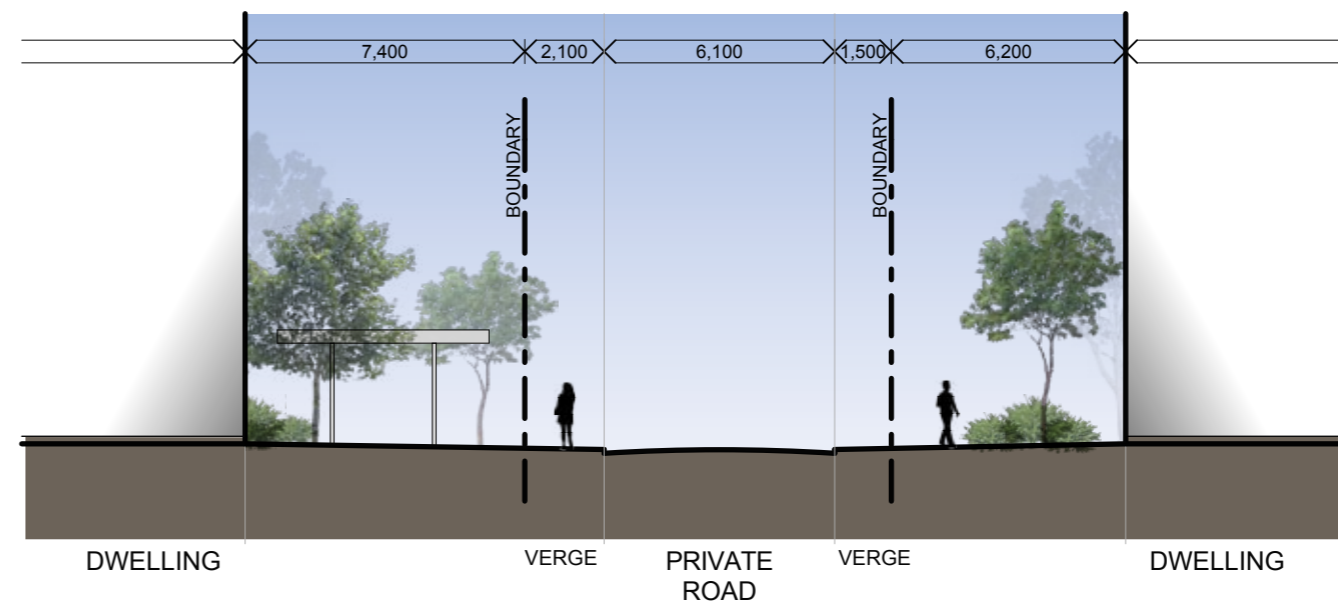 7,400
2,100
6,100
1,500
6,200
BOUNDARY
BOUNDARY
DWELLING
VERGE
PRIVATE
ROAD
VERGE
DWELLING